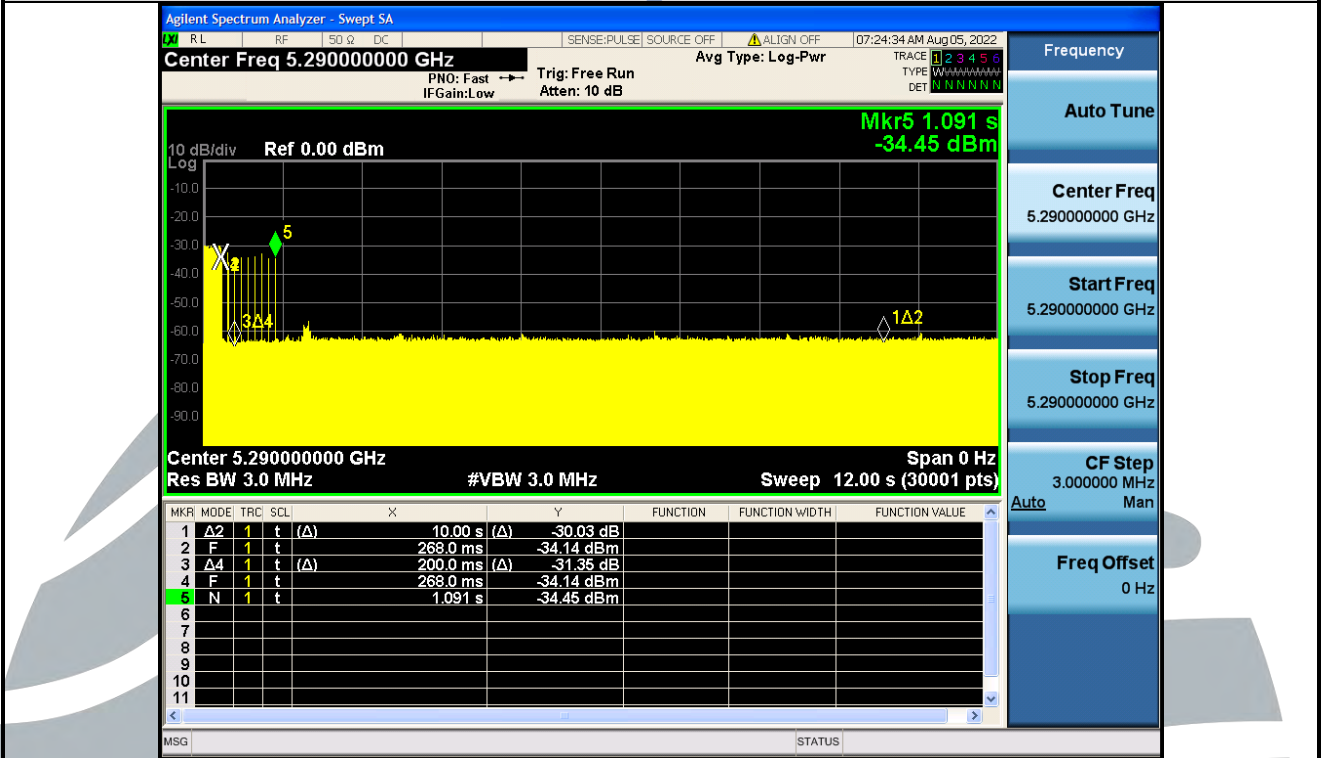 Agilent Spectrum Analyzer - Swept SA
LXI RL RF 50 Ω DC SENSE:PULSE SOURCE OFF ALIGN OFF 07:24:34 AM Aug 05, 2022
Center Freq 5.290000000 GHz
PNO: Fast
IFGain:Low
Trig: Free Run
Atten: 10 dB
Avg Type: Log-Pwr
TRACE 1 2 3 4 5 6
TYPE WWWWWW
DET N N N N N N
Mkr5 1.091 s
-34.45 dBm
10 dB/div Ref 0.00 dBm
Log
-10.0
-20.0
-30.0
-40.0
-50.0
-60.0
-70.0
-80.0
-90.0
5
3Δ4
1Δ2
Center 5.290000000 GHz Span 0 Hz
Res BW 3.0 MHz #VBW 3.0 MHz Sweep 12.00 s (30001 pts)
MKR MODE TRC SCL X Y FUNCTION FUNCTION WIDTH FUNCTION VALUE
1 Δ2 1 t (Δ) 10.00 s (Δ) -30.03 dB
2 F 1 t 268.0 ms -34.14 dBm
3 Δ4 1 t (Δ) 200.0 ms (Δ) -31.35 dB
4 F 1 t 268.0 ms -34.14 dBm
5 N 1 t 1.091 s -34.45 dBm
6
7
8
9
10
11
MSG STATUS
Frequency
Auto Tune
Center Freq
5.290000000 GHz
Start Freq
5.290000000 GHz
Stop Freq
5.290000000 GHz
CF Step
3.000000 MHz
Auto Man
Freq Offset
0 Hz